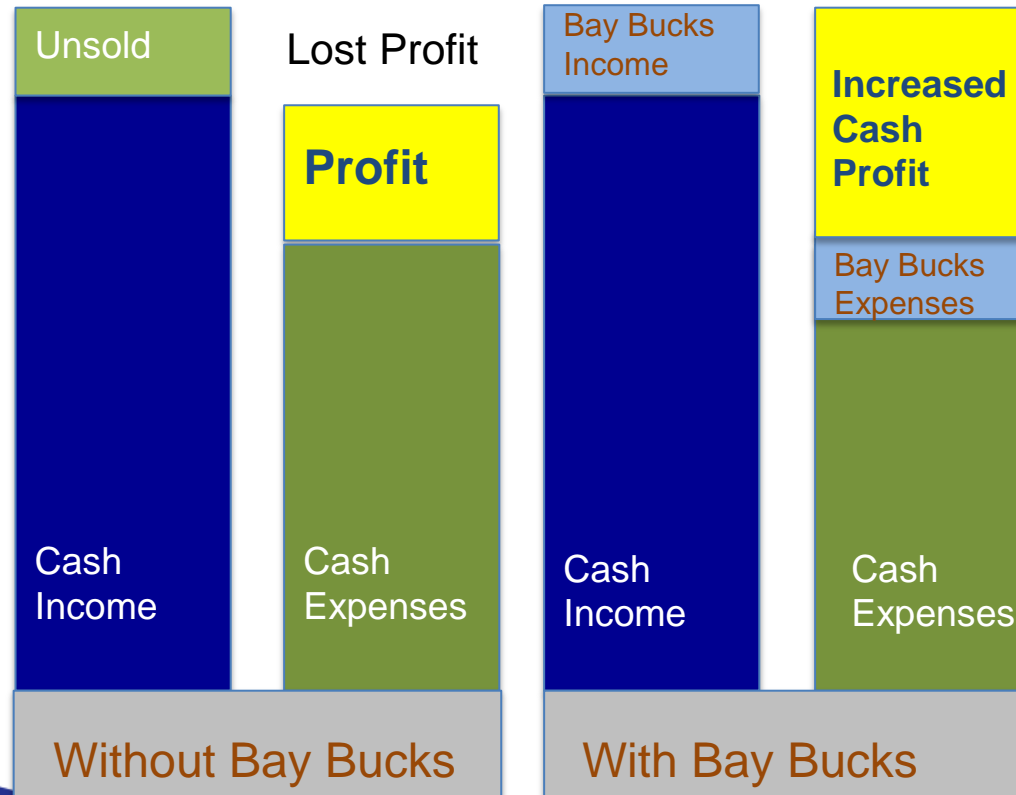 Unsold
Lost Profit
Bay Bucks
Income
Increased
Cash
Profit
Profit
Bay Bucks
Expenses
Cash
Income
Cash
Expenses
Cash
Income
Cash
Expenses
Without Bay Bucks
With Bay Bucks